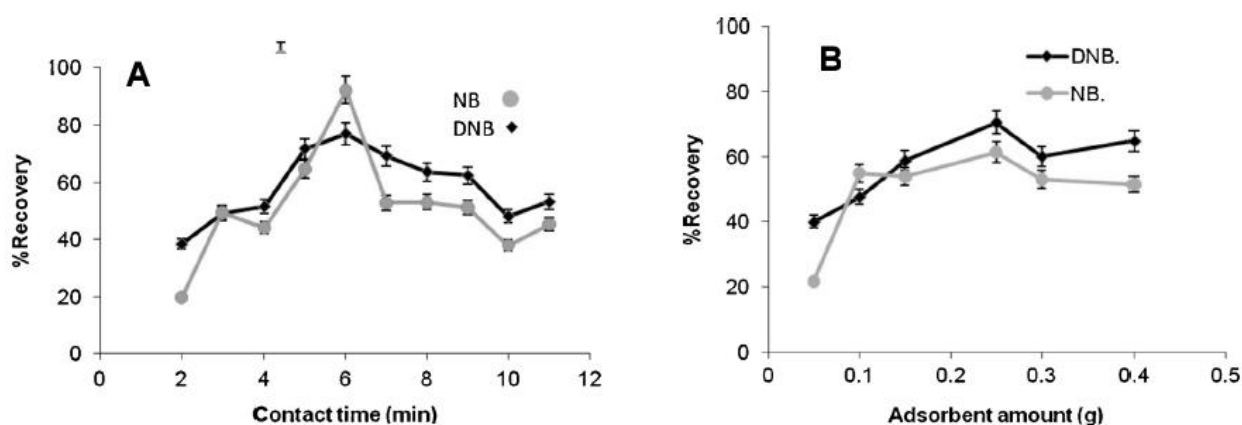 A
100
80
60
40
20
0
%Recovery
NB
DNB
0 2 4 6 8 10 12
Contact time (min)
B
100
80
60
40
20
0
%Recovery
DNB.
NB.
0 0.1 0.2 0.3 0.4 0.5
Adsorbent amount (g)